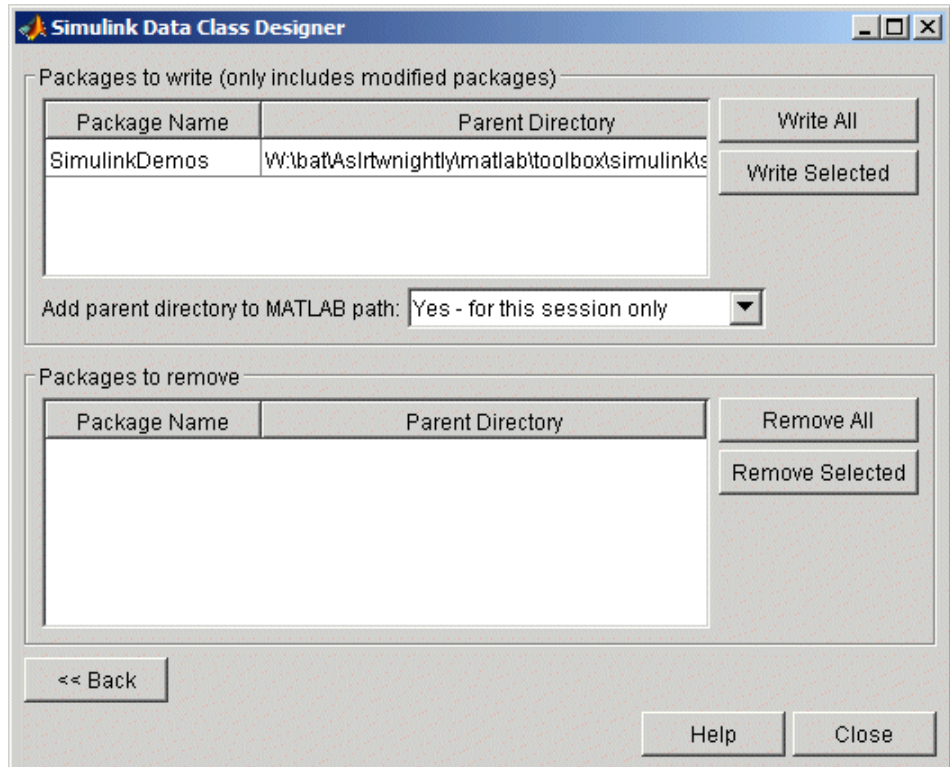 Simulink Data Class Designer
Packages to write (only includes modified packages)
Package Name Parent Directory Write All
SimulinkDemos W:\bat\Aslrtwnightly\matlab\toolbox\simulink\s Write Selected
Add parent directory to MATLAB path: Yes - for this session only
Packages to remove
Package Name Parent Directory Remove All
Remove Selected
<< Back
Help Close